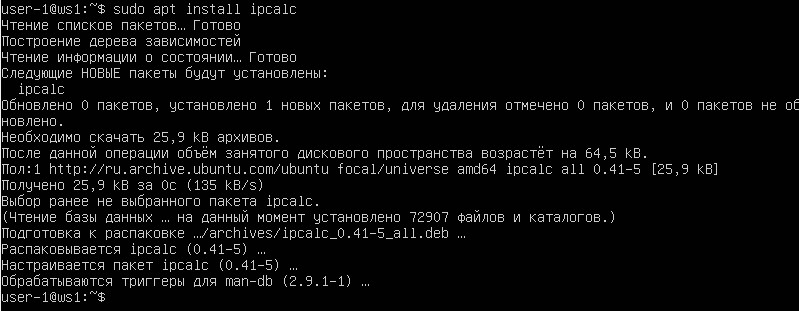 user-1@ws1:~$ sudo apt install ipcalc
Чтение списков пакетов… Готово
Построение дерева зависимостей
Чтение информации о состоянии… Готово
Следующие НОВЫЕ пакеты будут установлены:
  ipcalc
Обновлено 0 пакетов, установлено 1 новых пакетов, для удаления отмечено 0 пакетов, и 0 пакетов не об
новлено.
Необходимо скачать 25,9 kB архивов.
После данной операции объём занятого дискового пространства возрастёт на 64,5 kB.
Пол:1 http://ru.archive.ubuntu.com/ubuntu focal/universe amd64 ipcalc all 0.41-5 [25,9 kB]
Получено 25,9 kB за 0с (135 kB/s)
Выбор ранее не выбранного пакета ipcalc.
(Чтение базы данных … на данный момент установлено 72907 файлов и каталогов.)
Подготовка к распаковке …/archives/ipcalc_0.41-5_all.deb …
Распаковывается ipcalc (0.41-5) …
Настраивается пакет ipcalc (0.41-5) …
Обрабатываются триггеры для man-db (2.9.1-1) …
user-1@ws1:~$